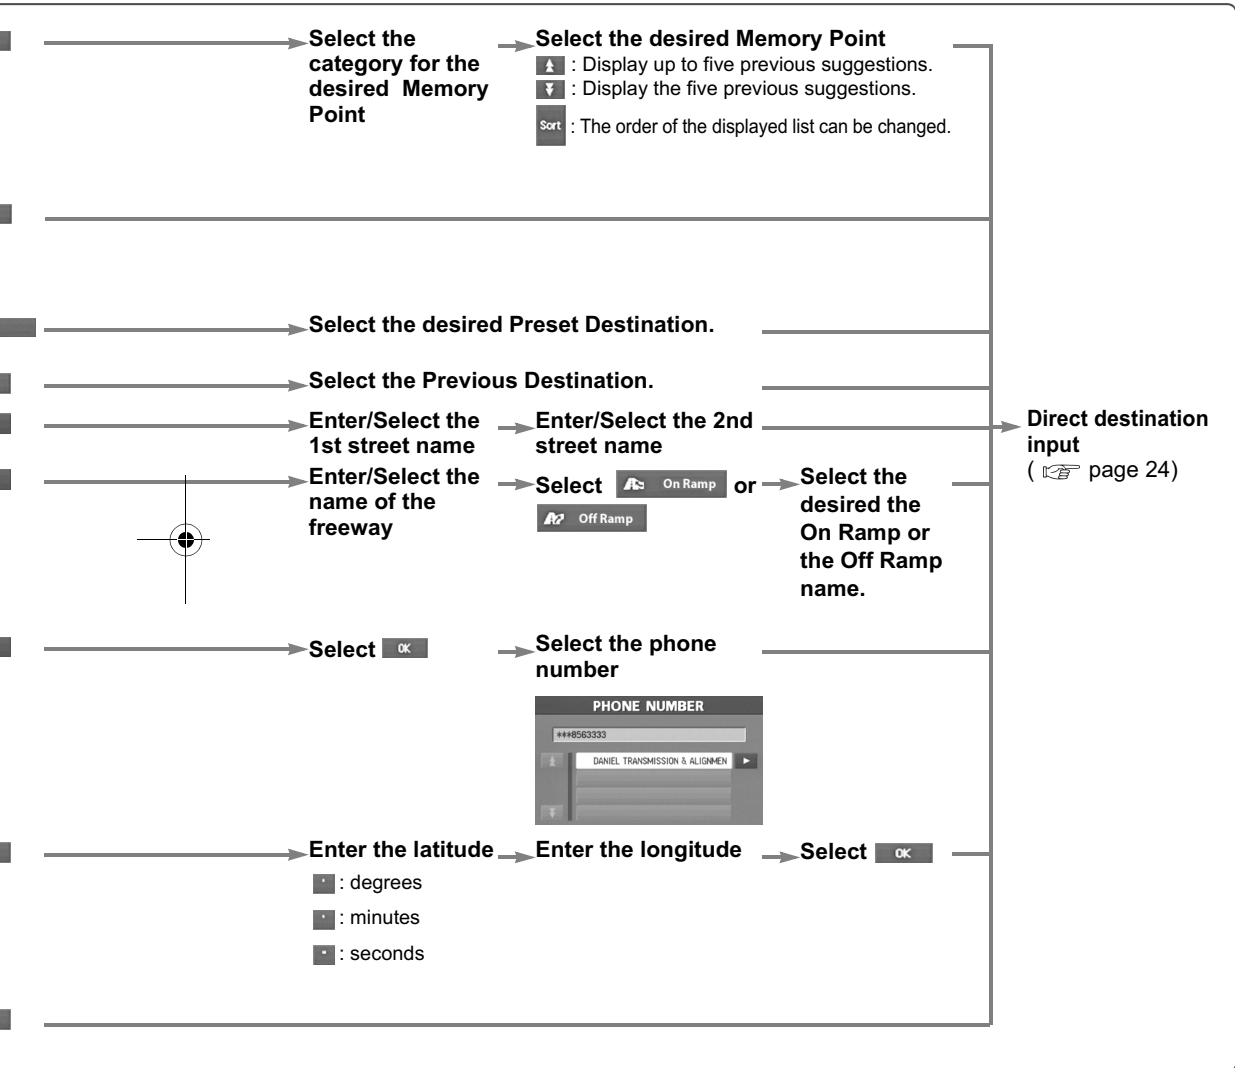 Select the
category for the
desired Memory
Point
Select the desired Memory Point
: Display up to five previous suggestions.
: Display the five previous suggestions.
Sort : The order of the displayed list can be changed.
Select the desired Preset Destination.
Select the Previous Destination.
Enter/Select the
1st street name
Enter/Select the 2nd
street name
Enter/Select the
name of the
freeway
Select On Ramp or
Off Ramp
Select the
desired the
On Ramp or
the Off Ramp
name.
Direct destination
input
( page 24)
Select OK
Select the phone
number
PHONE NUMBER
***8563333
DANIEL TRANSMISSION & ALIGNMEN
Enter the latitude
: degrees
: minutes
: seconds
Enter the longitude
Select OK